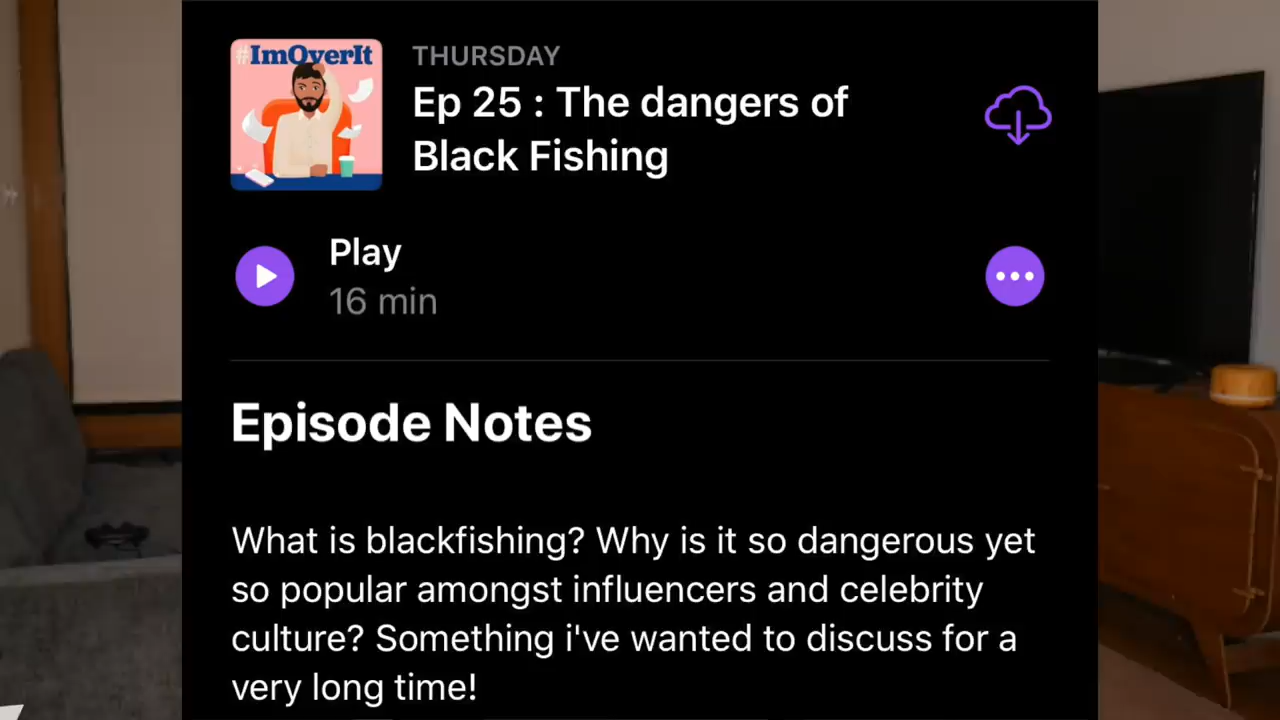 #ImOverIt
THURSDAY
Ep 25 : The dangers of
Black Fishing
Play
16 min
Episode Notes
What is blackfishing? Why is it so dangerous yet
so popular amongst influencers and celebrity
culture? Something i've wanted to discuss for a
very long time!